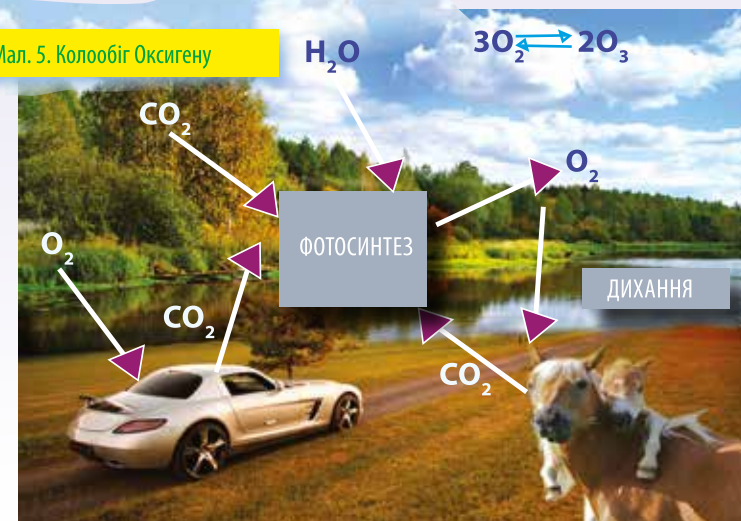 Мал. 5. Колообіг Оксигену
H₂O
3O₂ ⇄ 2O₃
CO₂
O₂
ФОТОСИНТЕЗ
O₂
ДИХАННЯ
CO₂
CO₂